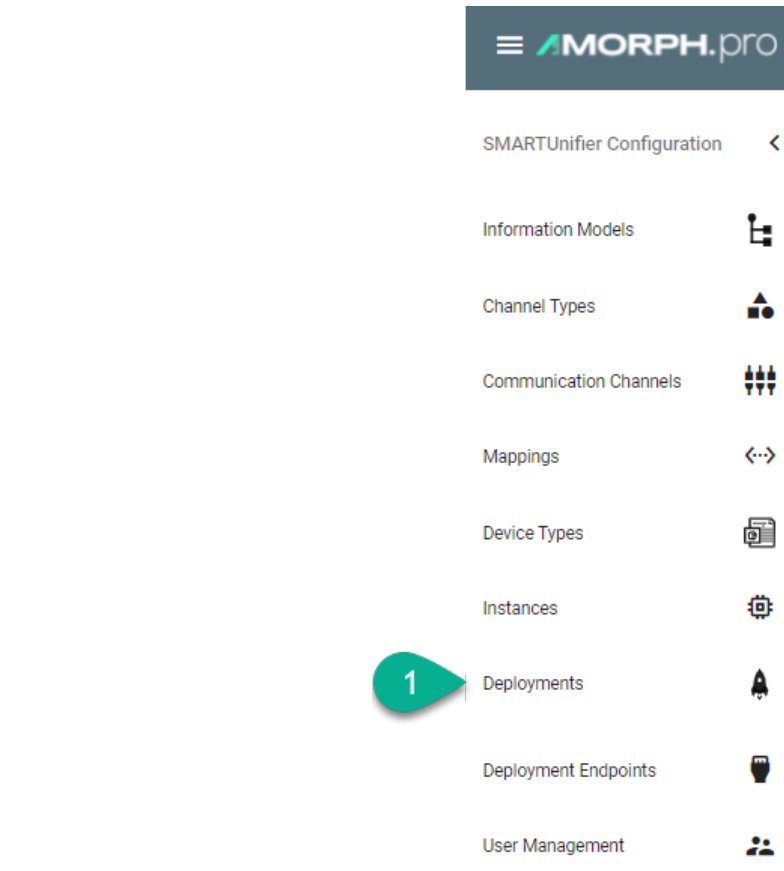 AMORPH.pro
SMARTUnifier Configuration
Information Models
Channel Types
Communication Channels
Mappings
Device Types
Instances
1 Deployments
Deployment Endpoints
User Management